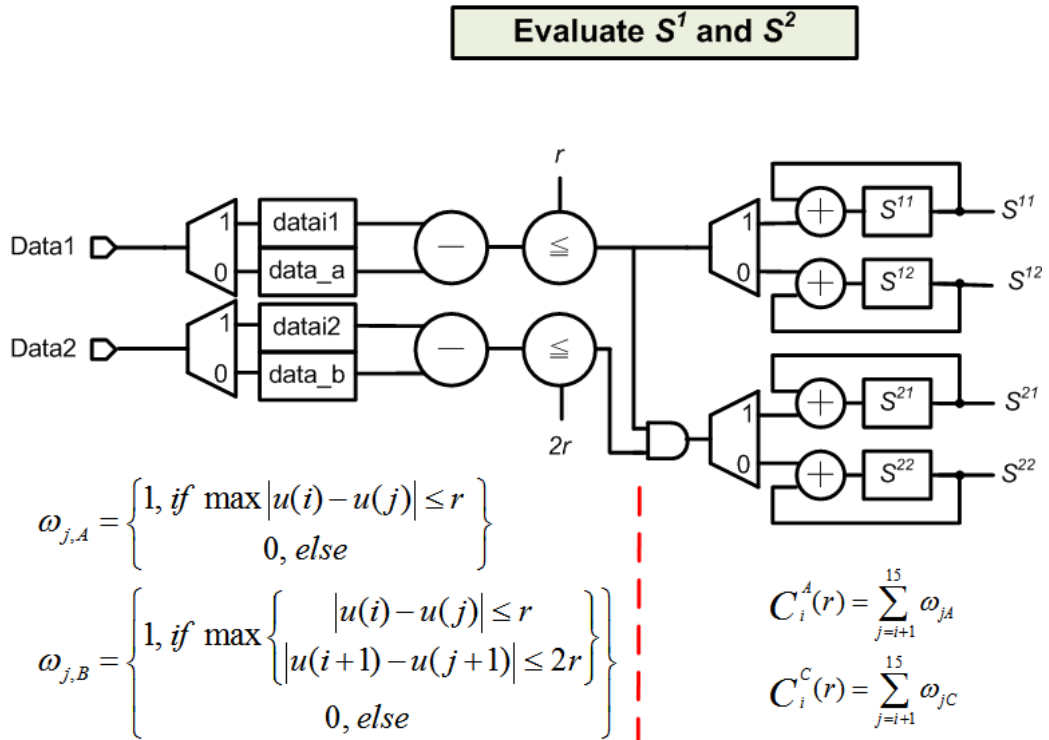 Evaluate S¹ and S²
r
Data1
1
0
datai1
data_a
−
≦
1
0
+
S¹¹
S¹¹
+
S¹²
S¹²
Data2
1
0
datai2
data_b
−
≦
2r
1
0
+
S²¹
S²¹
+
S²²
S²²
ω_{j,A} = {1, if max |u(i) − u(j)| ≤ r
0, else}
ω_{j,B} = {1, if max {|u(i) − u(j)| ≤ r
|u(i+1) − u(j+1)| ≤ 2r}
0, else}
C_i^A(r) = ∑_{j=i+1}^{15} ω_{jA}
C_i^C(r) = ∑_{j=i+1}^{15} ω_{jC}